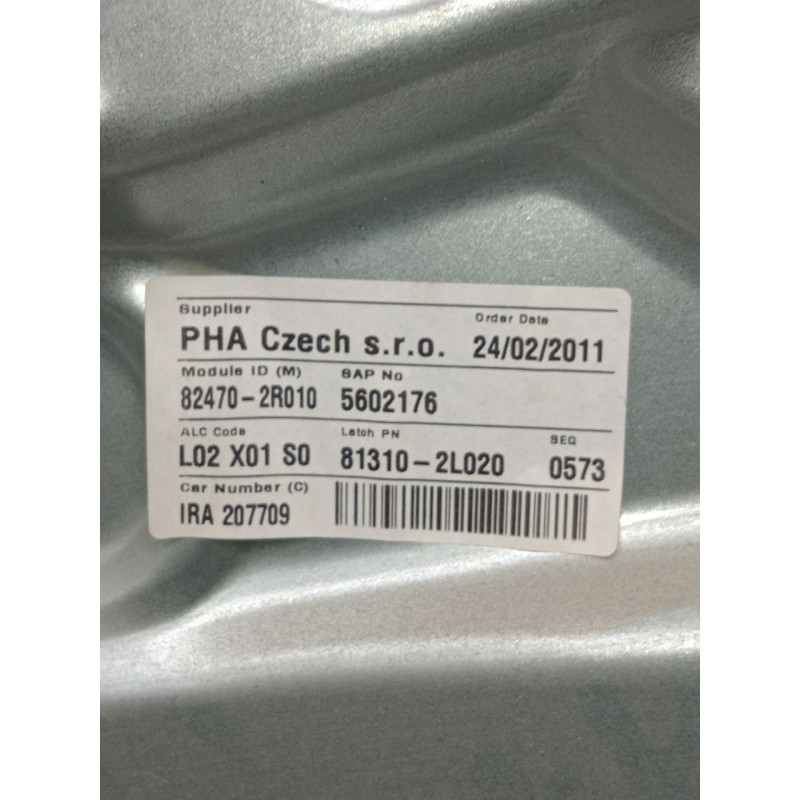 Supplier
Order Date
PHA Czech s.r.o. 24/02/2011
Module ID (M) SAP No
82470-2R010 5602176
ALC Code Latch PN SEQ
L02 X01 S0 81310-2L020 0573
Car Number (C)
IRA 207709